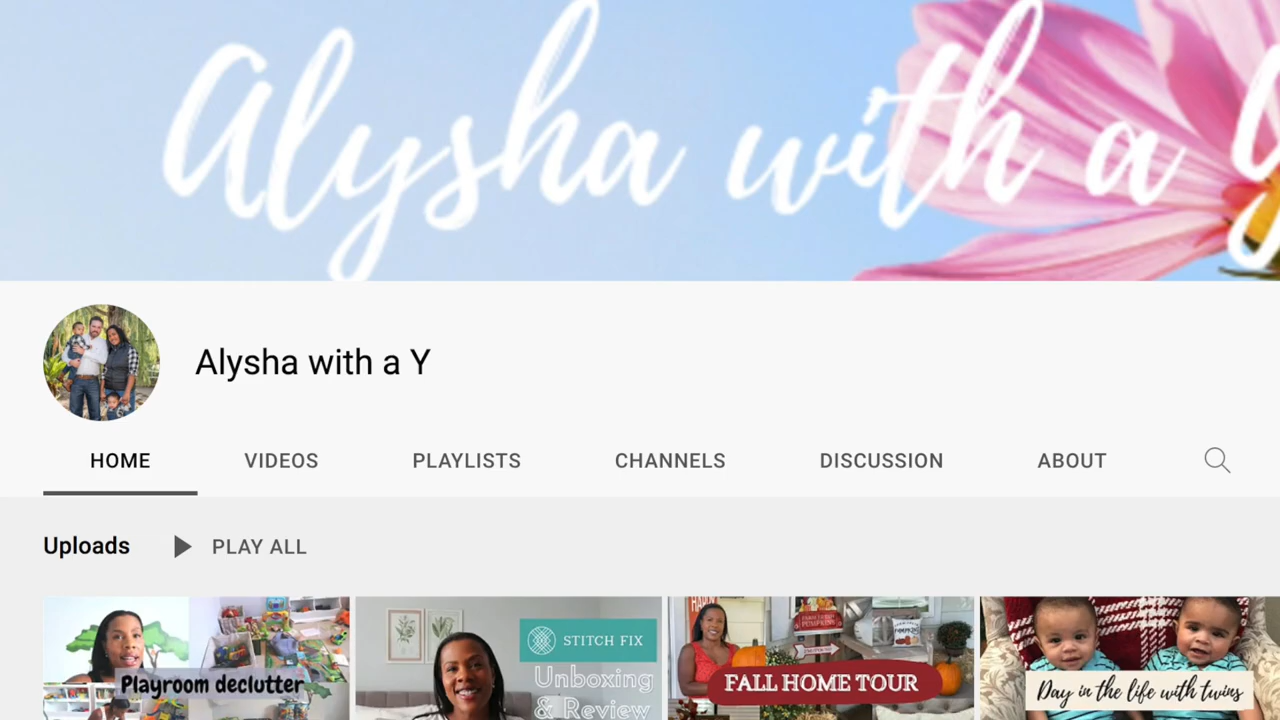 Alysha with a Y
Alysha with a Y
HOME VIDEOS PLAYLISTS CHANNELS DISCUSSION ABOUT
Uploads PLAY ALL
Playroom declutter
STITCH FIX
Unboxing
& Review
FALL HOME TOUR
Day in the life with twins